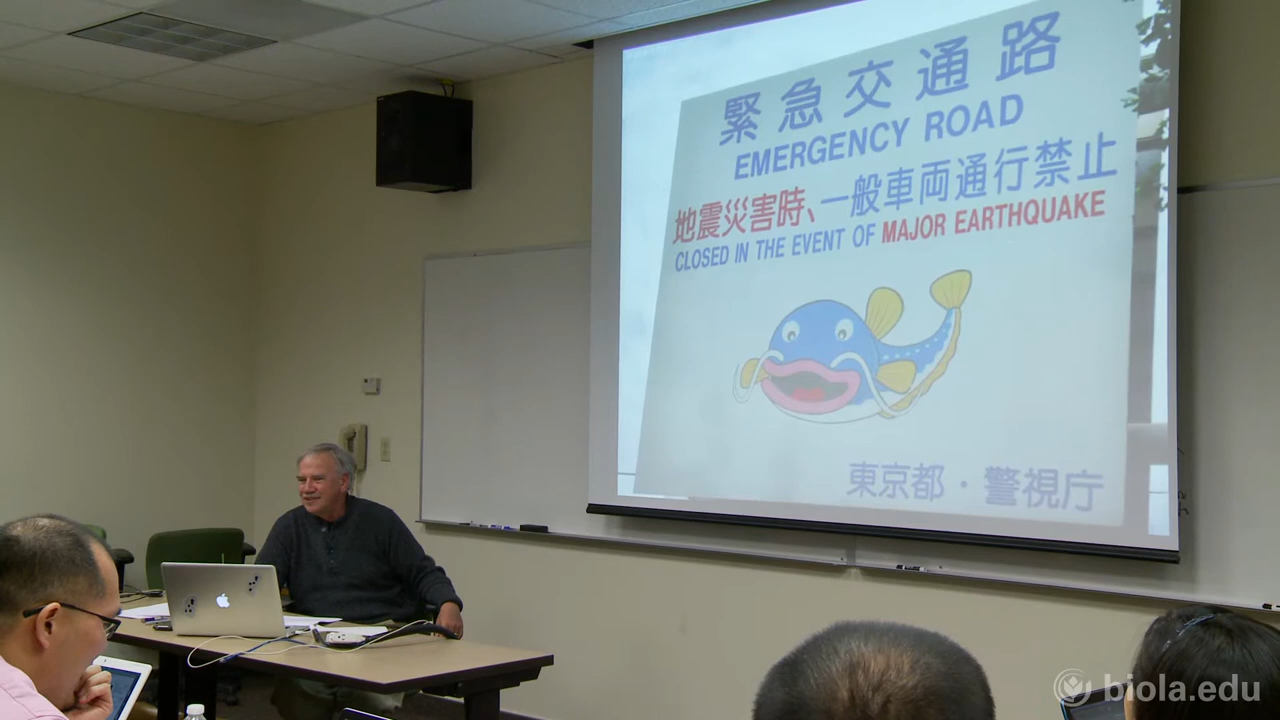 緊急交通路
EMERGENCY ROAD
地震災害時、一般車両通行禁止
CLOSED IN THE EVENT OF MAJOR EARTHQUAKE
東京都・警視庁
biola.edu